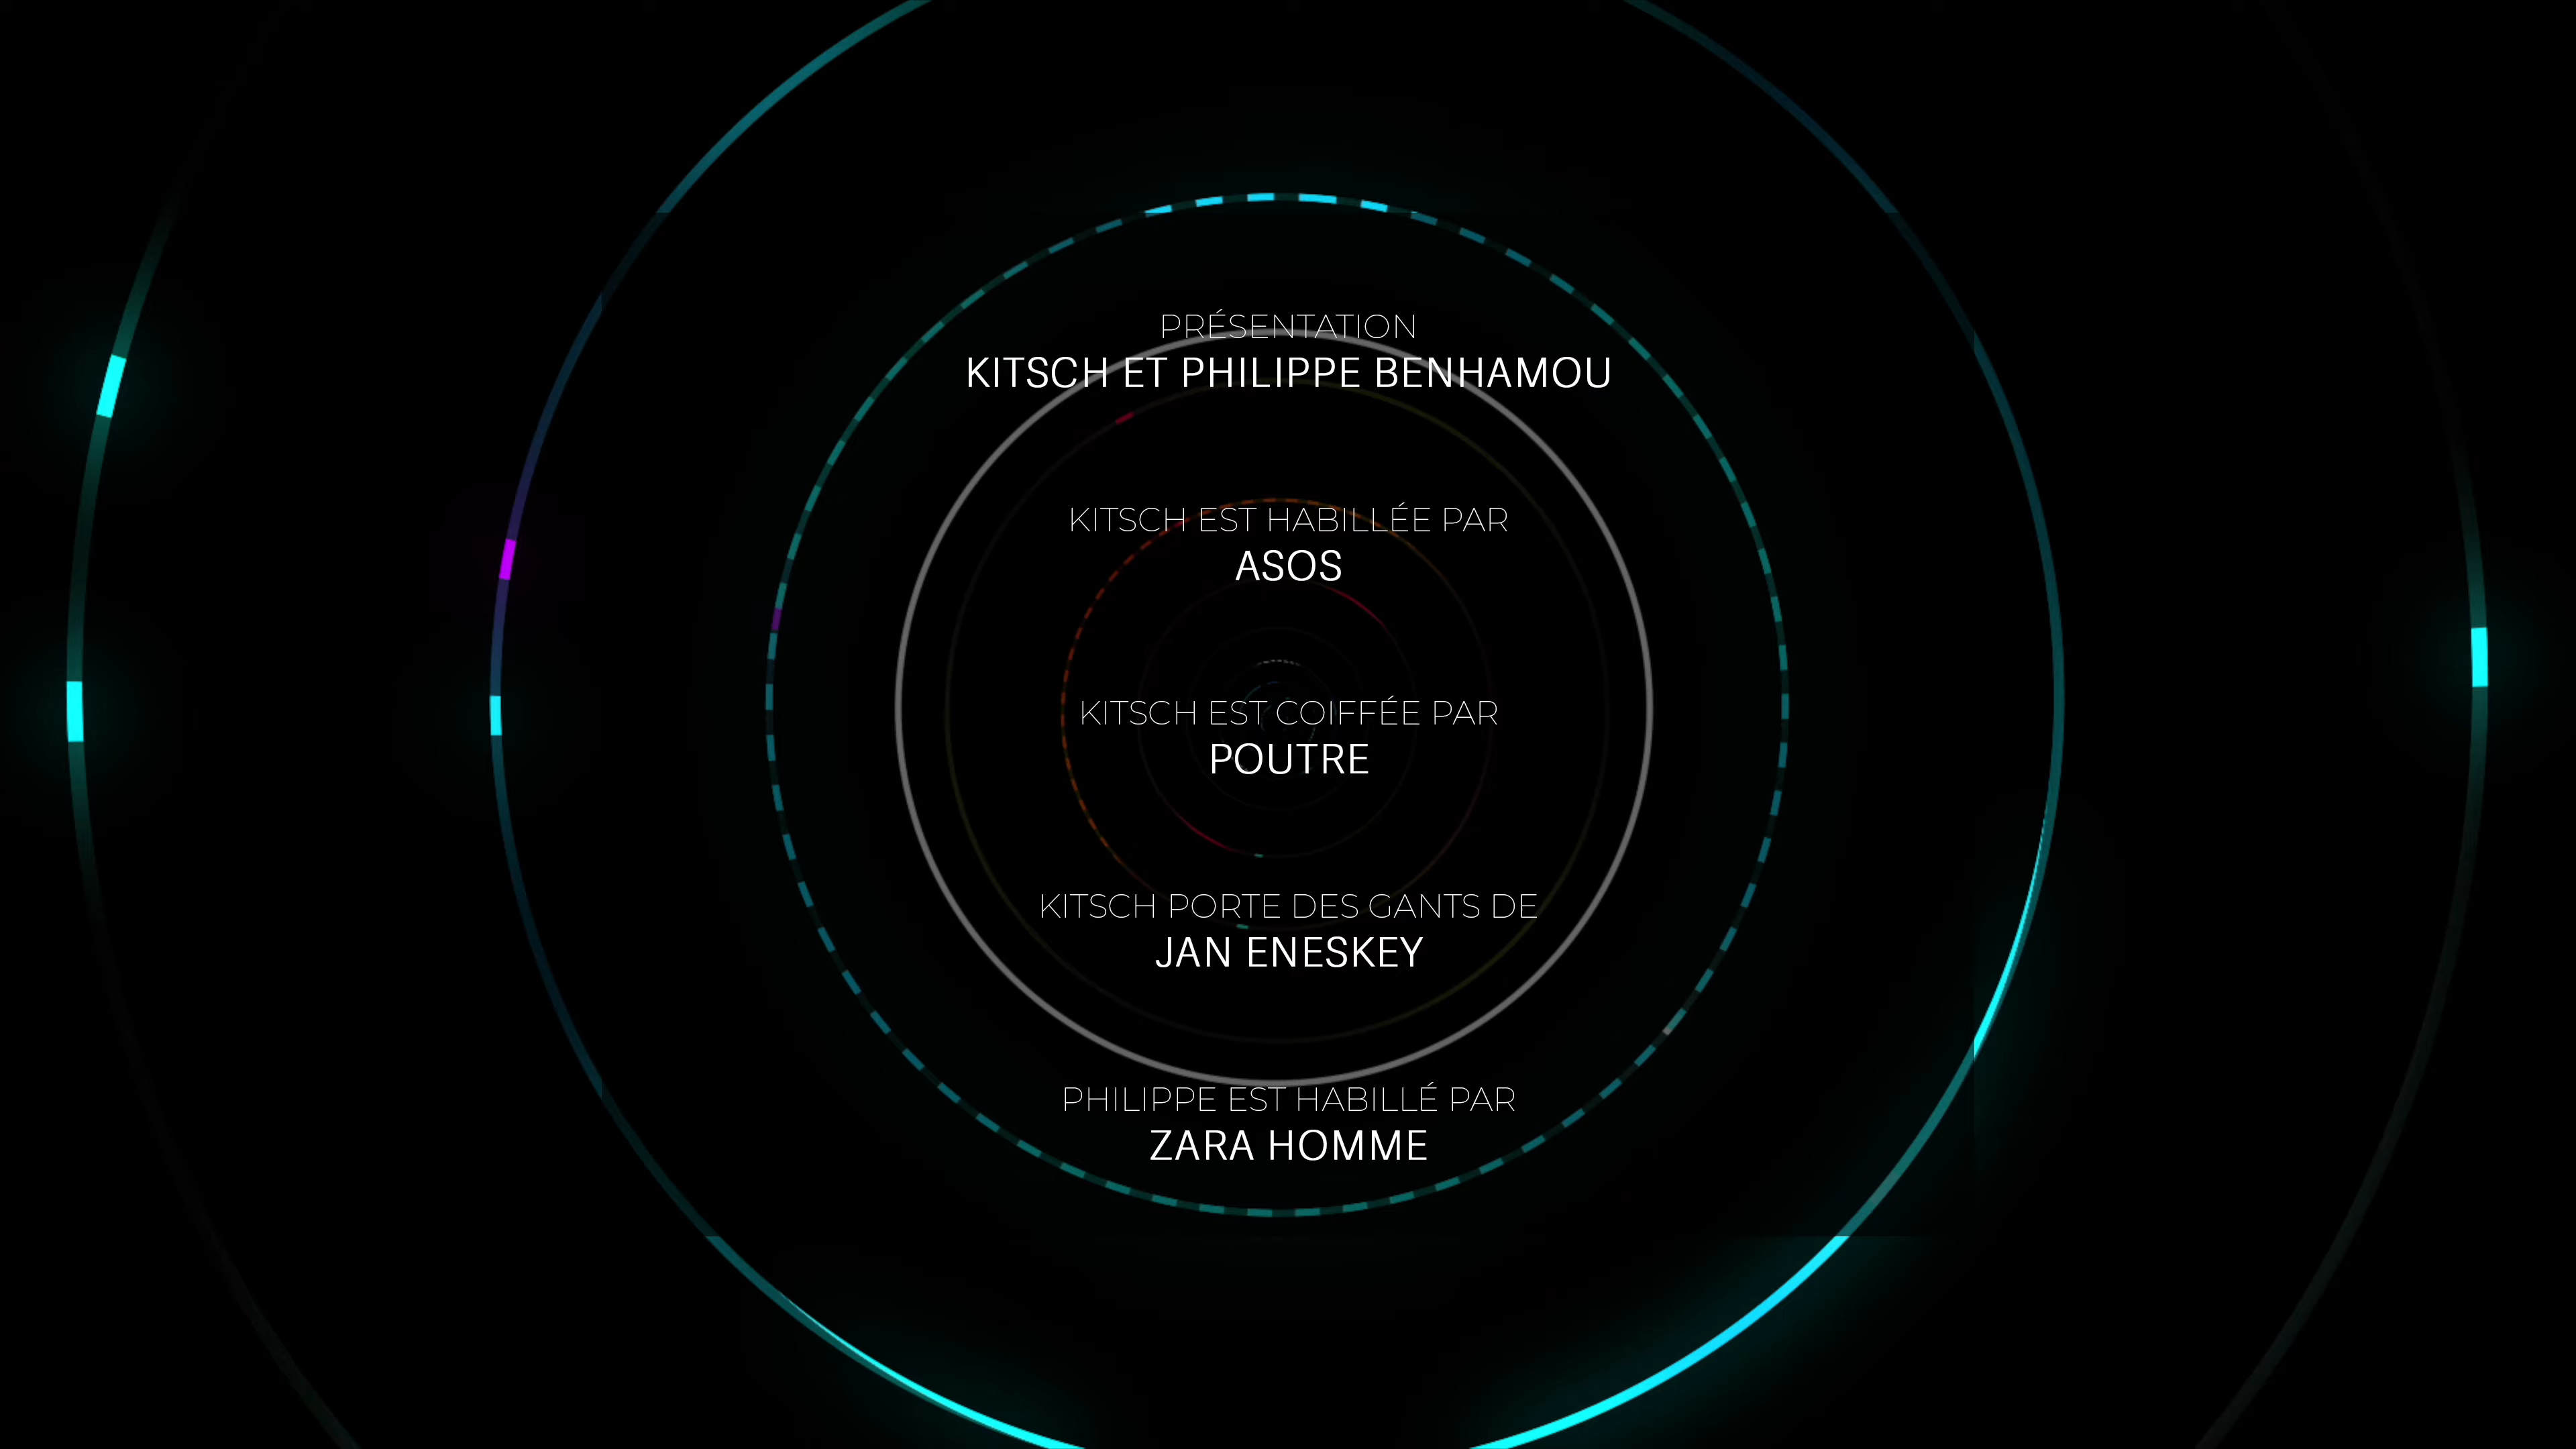 PRÉSENTATION
KITSCH ET PHILIPPE BENHAMOU
KITSCH EST HABILLÉE PAR
ASOS
KITSCH EST COIFFÉE PAR
POUTRE
KITSCH PORTE DES GANTS DE
JAN ENESKEY
PHILIPPE EST HABILLÉ PAR
ZARA HOMME